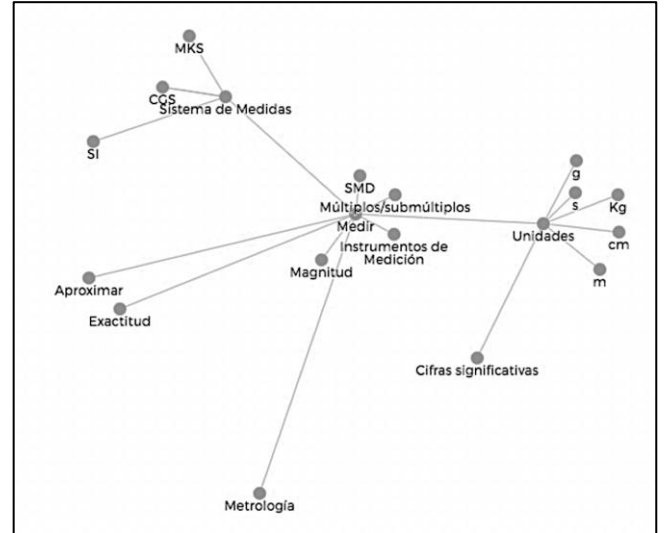 MKS
CGS
Sistema de Medidas
SI
SMD
Múltiplos/submúltiplos
Medir
Instrumentos de
Medición
Magnitud
g
s
Kg
Unidades
cm
m
Aproximar
Exactitud
Cifras significativas
Metrología